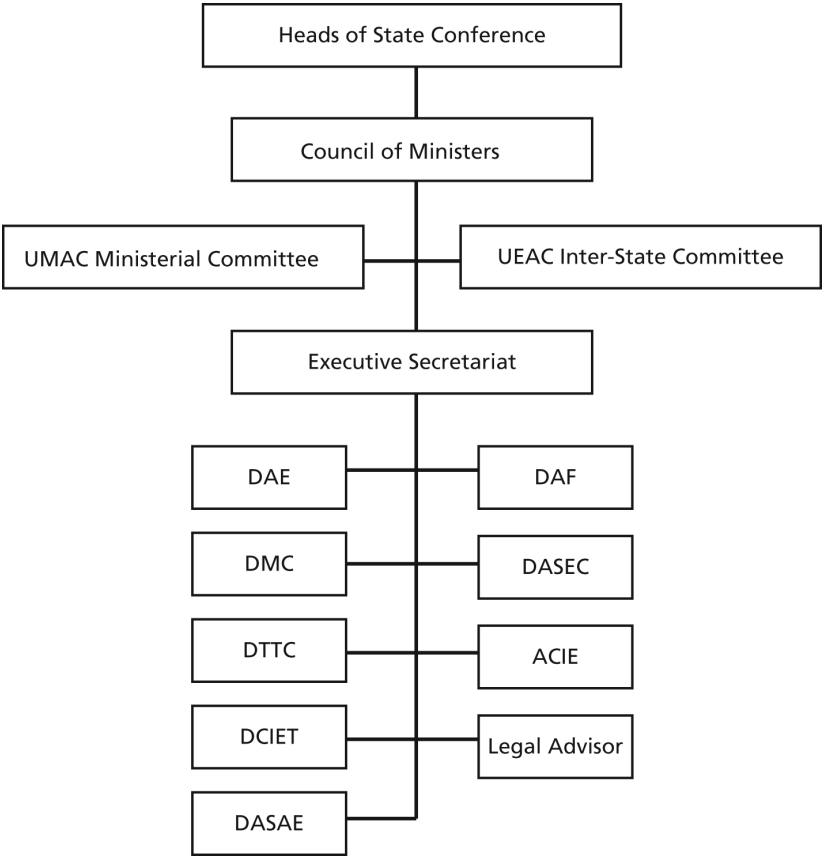 Heads of State Conference
Council of Ministers
UMAC Ministerial Committee
UEAC Inter-State Committee
Executive Secretariat
DAE
DAF
DMC
DASEC
DTTC
ACIE
DCIET
Legal Advisor
DASAE